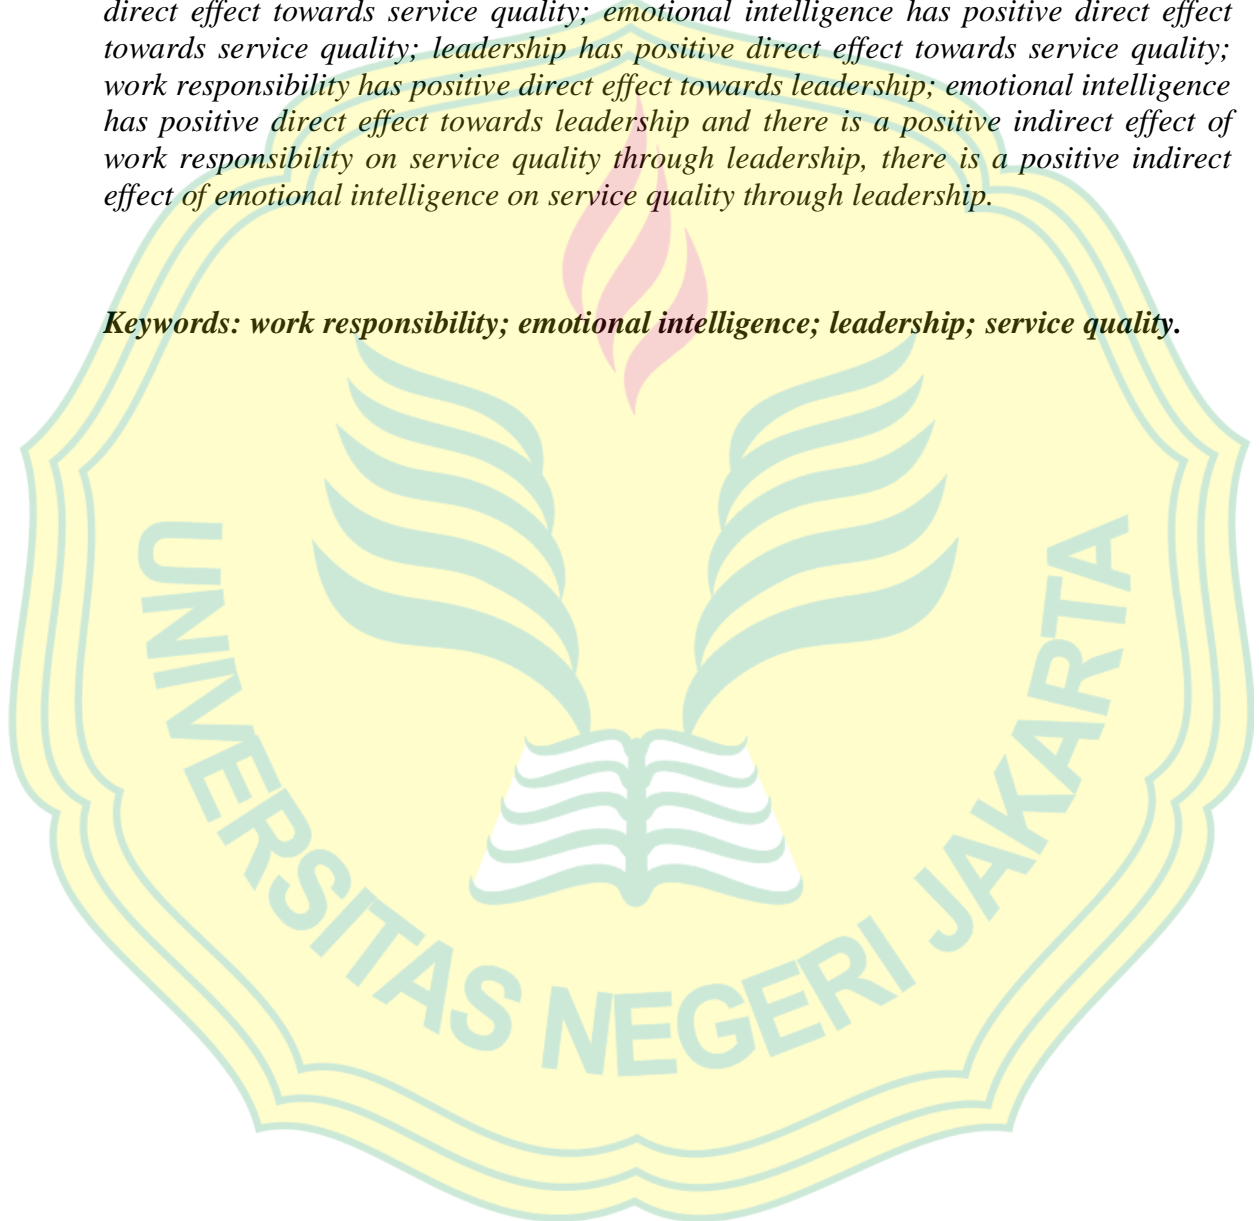 direct effect towards service quality; emotional intelligence has positive direct effect
towards service quality; leadership has positive direct effect towards service quality;
work responsibility has positive direct effect towards leadership; emotional intelligence
has positive direct effect towards leadership and there is a positive indirect effect of
work responsibility on service quality through leadership, there is a positive indirect
effect of emotional intelligence on service quality through leadership.
Keywords: work responsibility; emotional intelligence; leadership; service quality.
UNIVERSITAS NEGERI JAKARTA